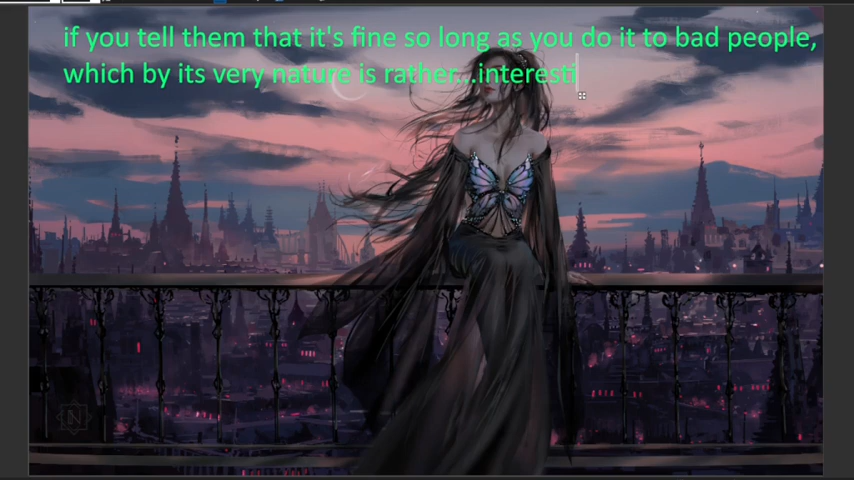 if you tell them that it's fine so long as you do it to bad people,
which by its very nature is rather...interesti